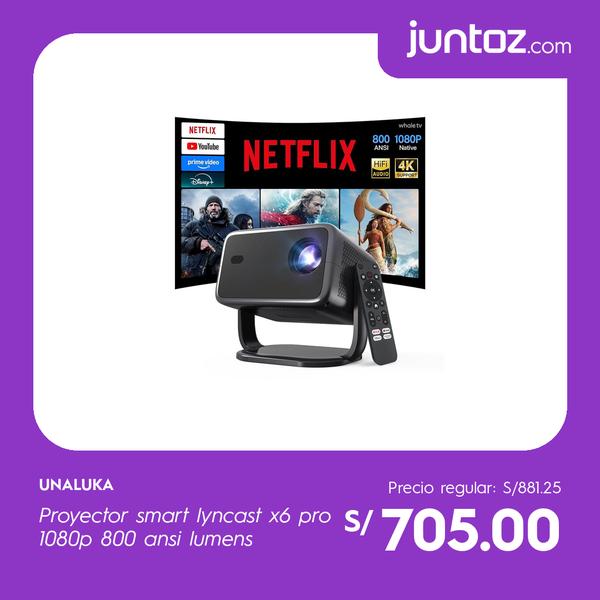 juntoz.com
NETFLIX
YouTube
prime video
Disney+
NETFLIX
whale tv
800 1080P
ANSI Native
HiFi 4K
AUDIO SUPPORT
UNALUKA
Proyector smart lyncast x6 pro
1080p 800 ansi lumens
Precio regular: S/881.25
S/ 705.00